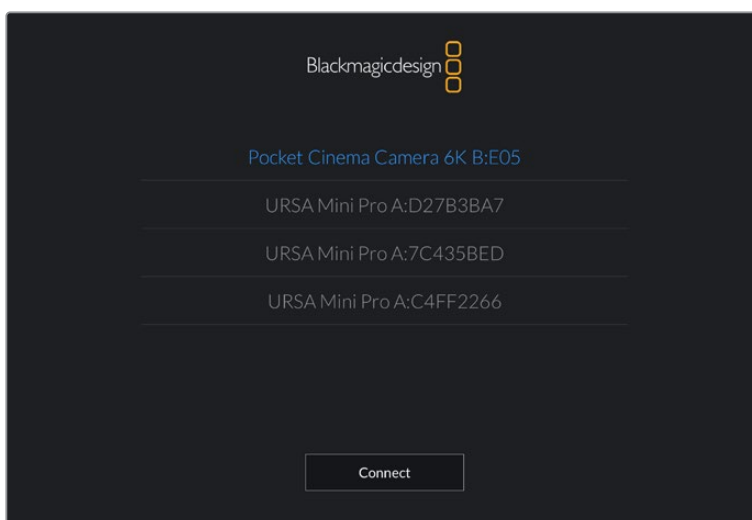 Blackmagicdesign
Pocket Cinema Camera 6K B:E05
URSA Mini Pro A:D27B3BA7
URSA Mini Pro A:7C435BED
URSA Mini Pro A:C4FF2266
Connect